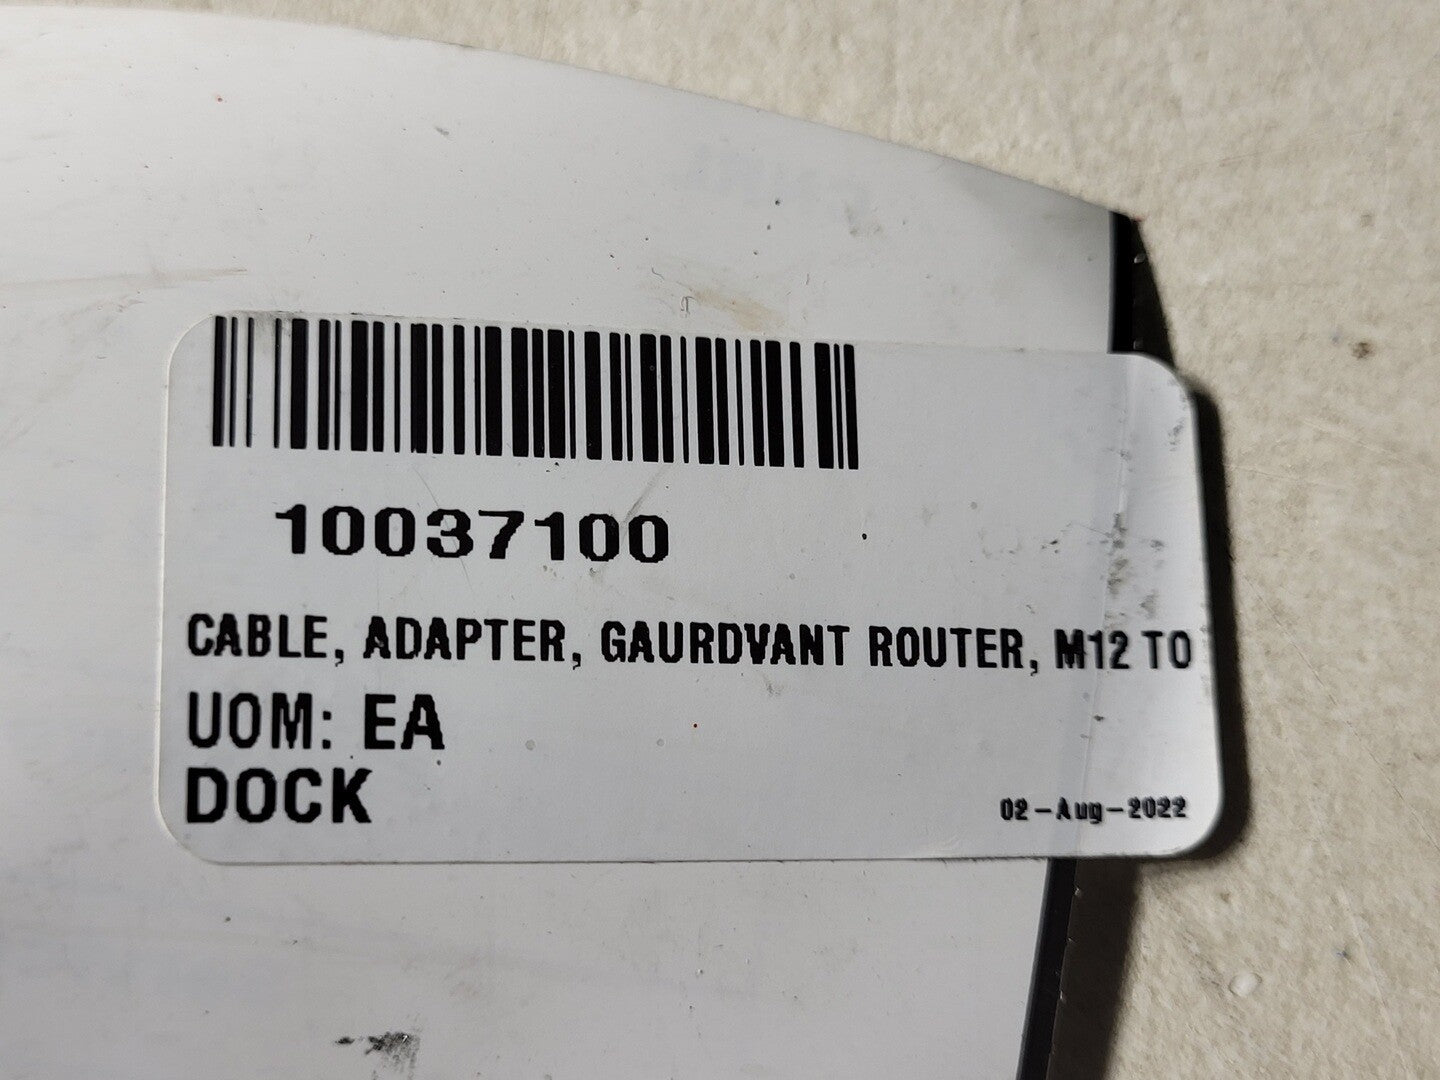 10037100
CABLE, ADAPTER, GAURDVANT ROUTER, M12 TO
UOM: EA
DOCK
02-Aug-2022